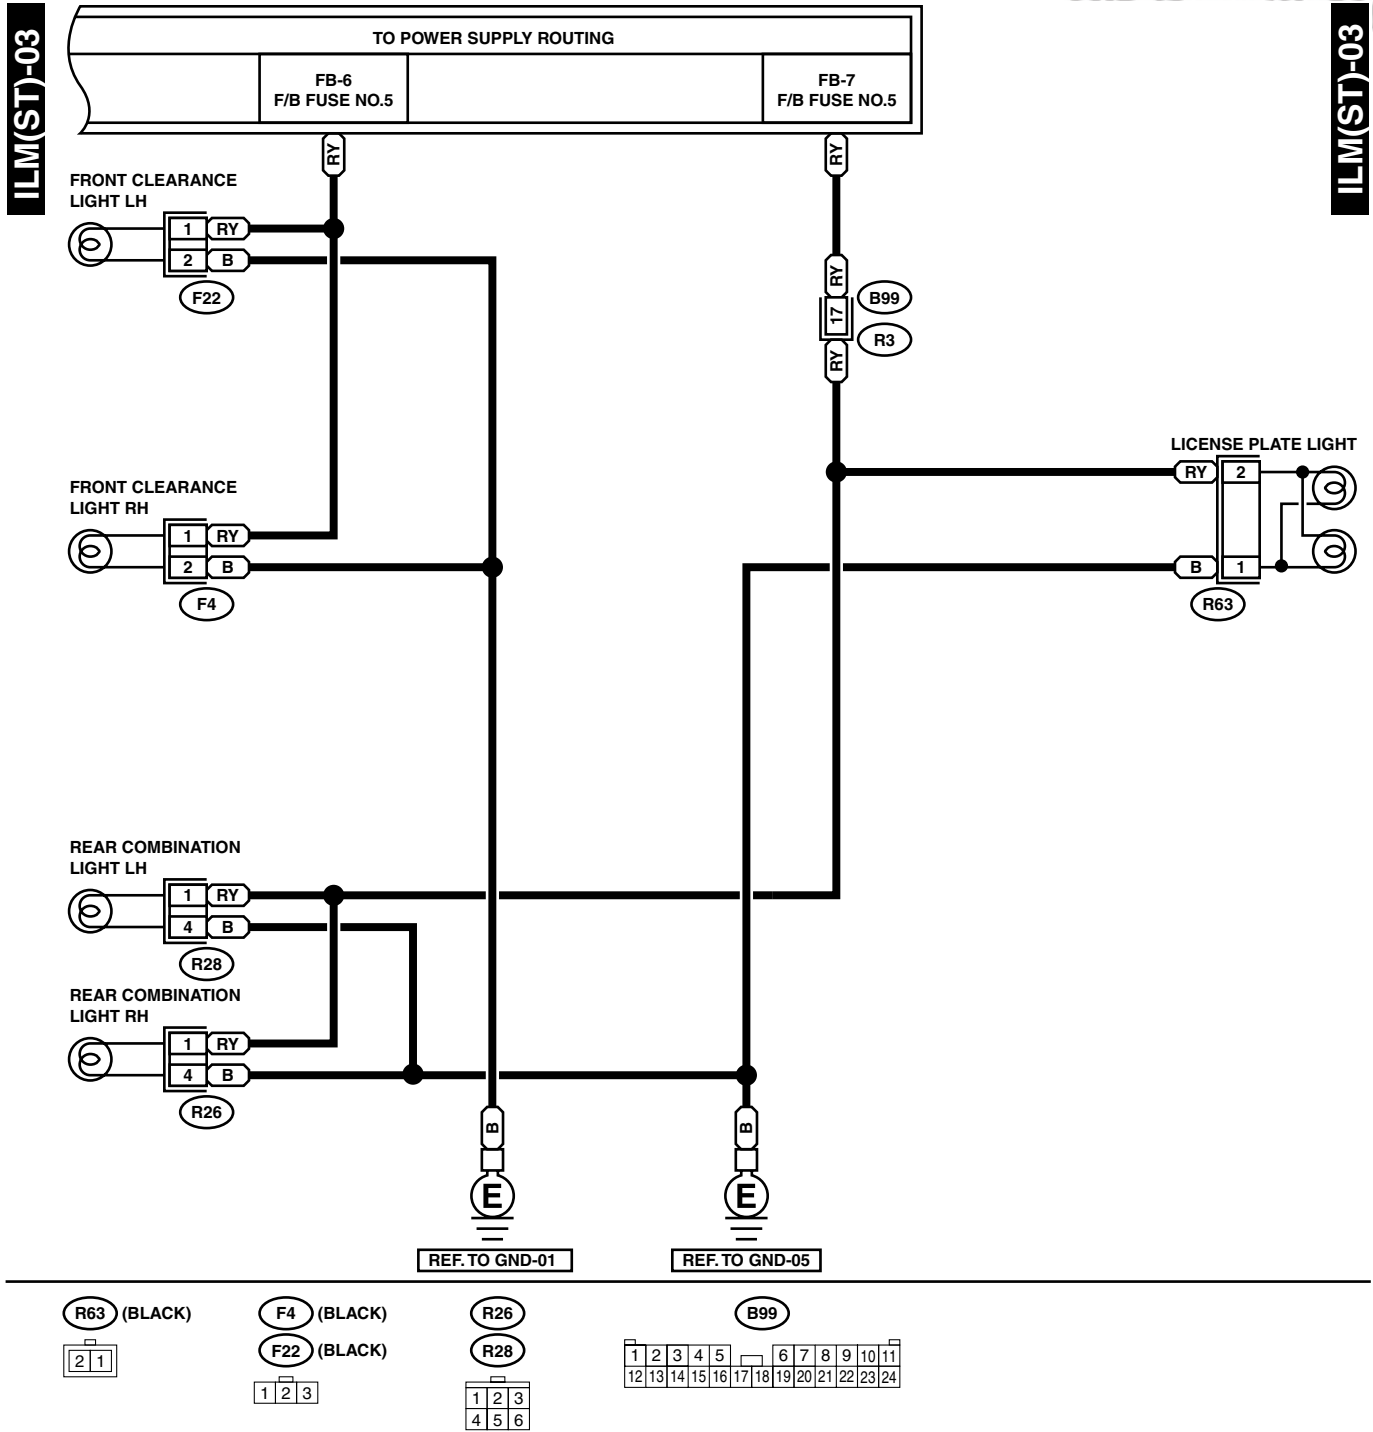 ILM(ST)-03
ILM(ST)-03
TO POWER SUPPLY ROUTING
FB-6
F/B FUSE NO.5
FB-7
F/B FUSE NO.5
RY
RY
FRONT CLEARANCE
LIGHT LH
1 RY
2 B
F22
RY
17
RY
B99
R3
FRONT CLEARANCE
LIGHT RH
1 RY
2 B
F4
LICENSE PLATE LIGHT
RY 2
B 1
R63
REAR COMBINATION
LIGHT LH
1 RY
4 B
R28
REAR COMBINATION
LIGHT RH
1 RY
4 B
R26
B
B
E
E
REF. TO GND-01
REF. TO GND-05
R63 (BLACK)
2 1
F4 (BLACK)
F22 (BLACK)
1 2 3
R26
R28
1 2 3
4 5 6
B99
1 2 3 4 5 6 7 8 9 10 11
12 13 14 15 16 17 18 19 20 21 22 23 24